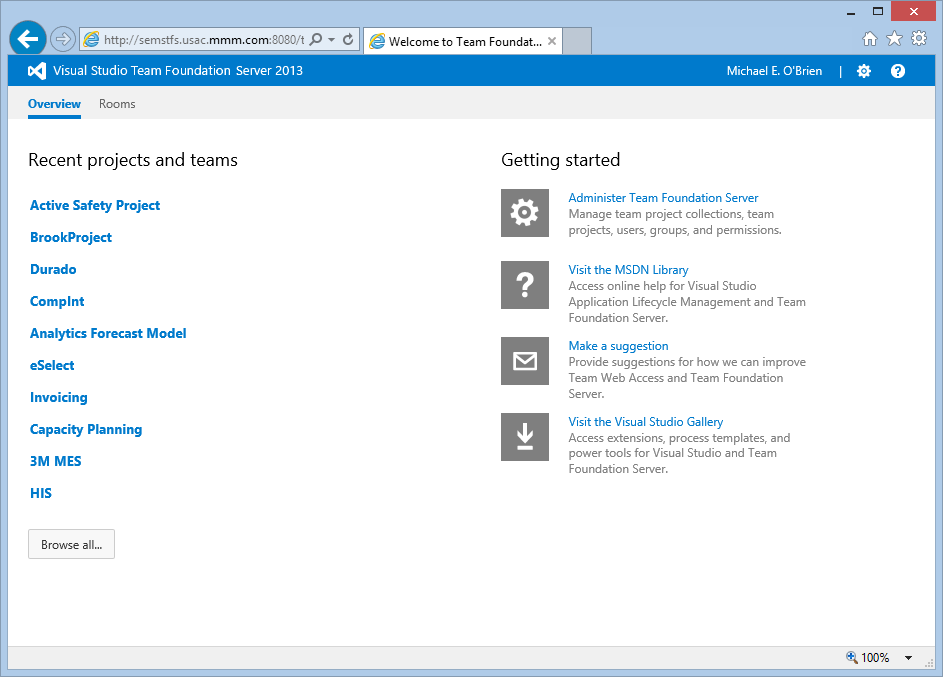 http://semstfs.usac.mmm.com:8080/t
Welcome to Team Foundat...
Visual Studio Team Foundation Server 2013
Michael E. O'Brien |
Overview
Rooms
Recent projects and teams
Active Safety Project
BrookProject
Durado
CompInt
Analytics Forecast Model
eSelect
Invoicing
Capacity Planning
3M MES
HIS
Browse all...
Getting started
Administer Team Foundation Server
Manage team project collections, team
projects, users, groups, and permissions.
Visit the MSDN Library
Access online help for Visual Studio
Application Lifecycle Management and Team
Foundation Server.
Make a suggestion
Provide suggestions for how we can improve
Team Web Access and Team Foundation
Server.
Visit the Visual Studio Gallery
Access extensions, process templates, and
power tools for Visual Studio and Team
Foundation Server.
100%